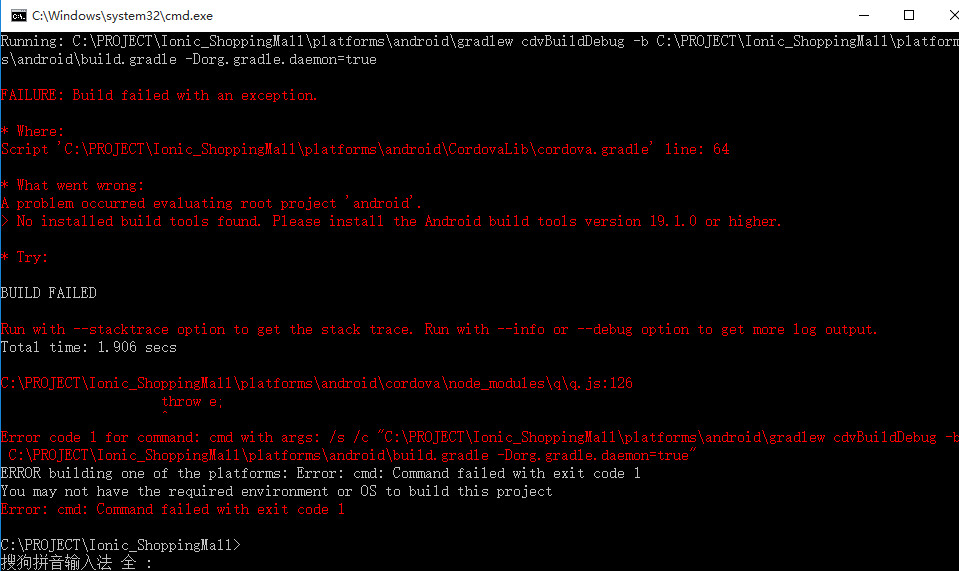 C:\Windows\system32\cmd.exe
Running: C:\PROJECT\Ionic_ShoppingMall\platforms\android\gradlew cdvBuildDebug -b C:\PROJECT\Ionic_ShoppingMall\platform
s\android\build.gradle -Dorg.gradle.daemon=true
FAILURE: Build failed with an exception.
* Where:
Script 'C:\PROJECT\Ionic_ShoppingMall\platforms\android\CordovaLib\cordova.gradle' line: 64
* What went wrong:
A problem occurred evaluating root project 'android'.
> No installed build tools found. Please install the Android build tools version 19.1.0 or higher.
* Try:
BUILD FAILED
Run with --stacktrace option to get the stack trace. Run with --info or --debug option to get more log output.
Total time: 1.906 secs
C:\PROJECT\Ionic_ShoppingMall\platforms\android\cordova\node_modules\q\q.js:126
throw e;
^
Error code 1 for command: cmd with args: /s /c "C:\PROJECT\Ionic_ShoppingMall\platforms\android\gradlew cdvBuildDebug -b
C:\PROJECT\Ionic_ShoppingMall\platforms\android\build.gradle -Dorg.gradle.daemon=true"
ERROR building one of the platforms: Error: cmd: Command failed with exit code 1
You may not have the required environment or OS to build this project
Error: cmd: Command failed with exit code 1
C:\PROJECT\Ionic_ShoppingMall>
搜狗拼音输入法 全 :